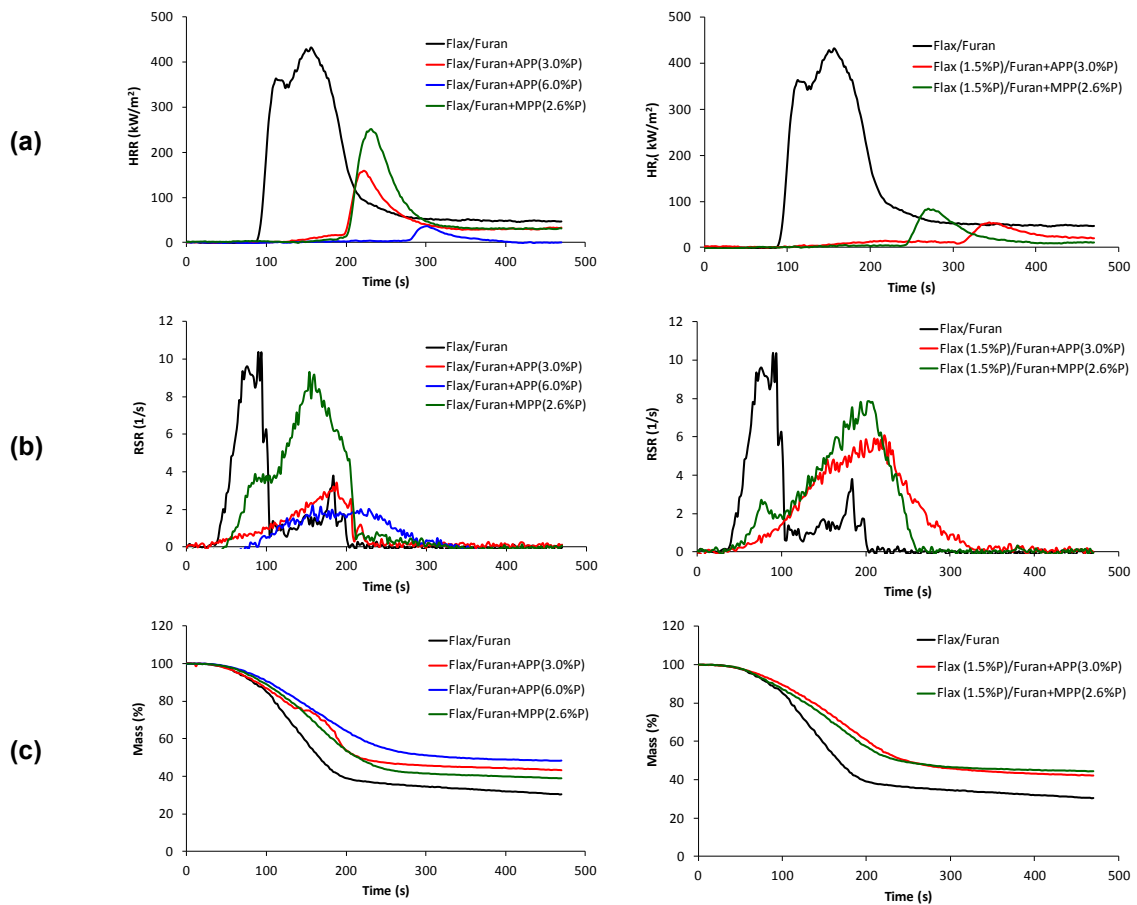 (a)
500
400
300
200
100
0
HRR (kW/m²)
0 100 200 300 400 500
Time (s)
Flax/Furan
Flax/Furan+APP(3.0%P)
Flax/Furan+APP(6.0%P)
Flax/Furan+MPP(2.6%P)
500
400
300
200
100
0
HR,( kW/m²)
0 100 200 300 400 500
Time (s)
Flax/Furan
Flax (1.5%P)/Furan+APP(3.0%P)
Flax (1.5%P)/Furan+MPP(2.6%P)
(b)
12
10
8
6
4
2
0
RSR (1/s)
0 100 200 300 400 500
Time (s)
Flax/Furan
Flax/Furan+APP(3.0%P)
Flax/Furan+APP(6.0%P)
Flax/Furan+MPP(2.6%P)
12
10
8
6
4
2
0
RSR (1/s)
0 100 200 300 400 500
Time (s)
Flax/Furan
Flax (1.5%P)/Furan+APP(3.0%P)
Flax (1.5%P)/Furan+MPP(2.6%P)
(c)
120
100
80
60
40
20
0
Mass (%)
0 100 200 300 400 500
Time (s)
Flax/Furan
Flax/Furan+APP(3.0%P)
Flax/Furan+APP(6.0%P)
Flax/Furan+MPP(2.6%P)
120
100
80
60
40
20
0
Mass (%)
0 100 200 300 400 500
Time (s)
Flax/Furan
Flax (1.5%P)/Furan+APP(3.0%P)
Flax (1.5%P)/Furan+MPP(2.6%P)